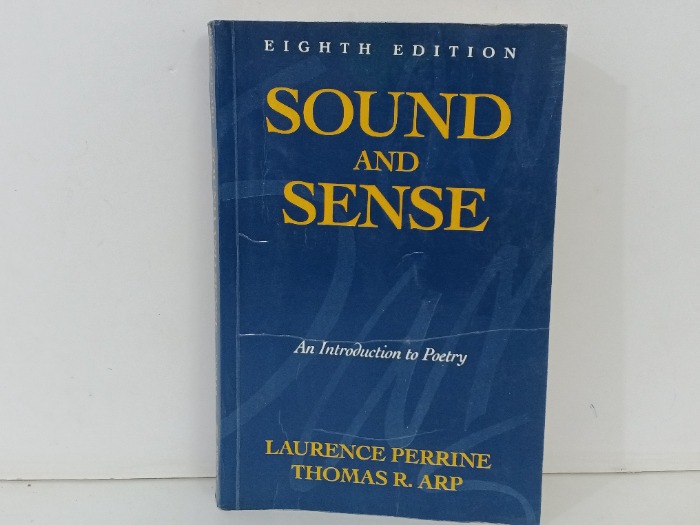 EIGHTH EDITION
SOUND
AND
SENSE
An Introduction to Poetry
LAURENCE PERRINE
THOMAS R. ARP